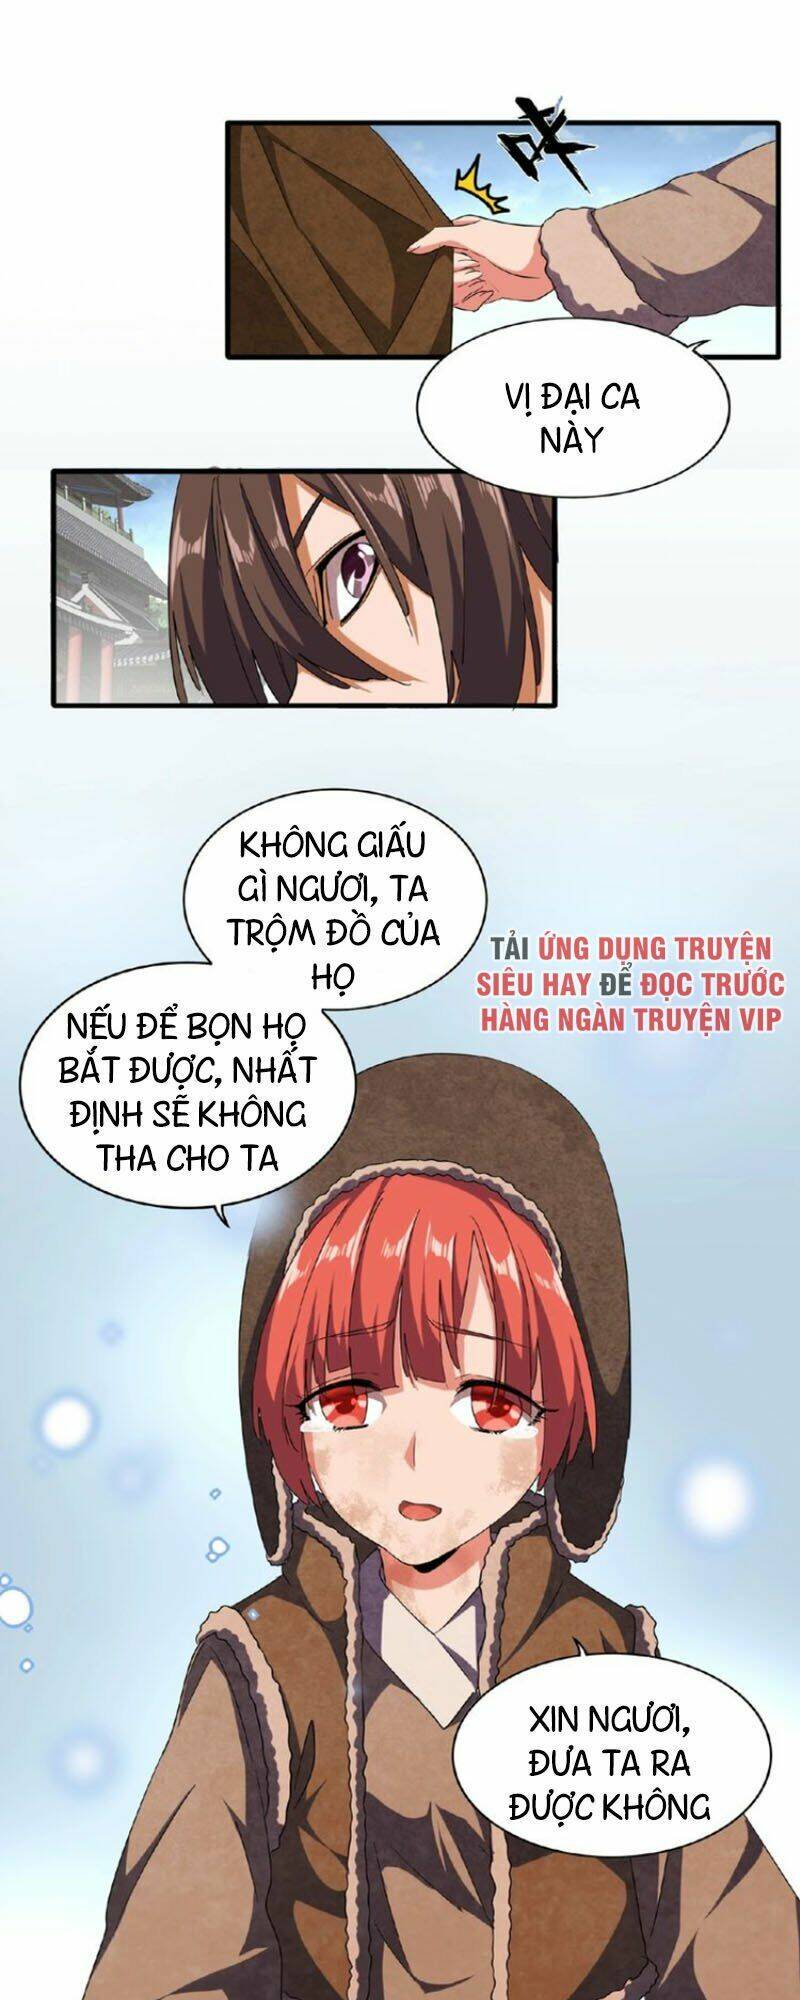 VỊ ĐẠI CA
NÀY
KHÔNG GIẤU
GÌ NGƯƠI, TA
TRỘM ĐỒ CỦA
HỌ
TẢI ỨNG DỤNG TRUYỆN
SIÊU HAY ĐỂ ĐỌC TRƯỚC
HÀNG NGÀN TRUYỆN VIP
NẾU ĐỂ BỌN HỌ
BẮT ĐƯỢC, NHẤT
ĐỊNH SẼ KHÔNG
THA CHO TA
XIN NGƯƠI,
ĐƯA TA RA
ĐƯỢC KHÔNG